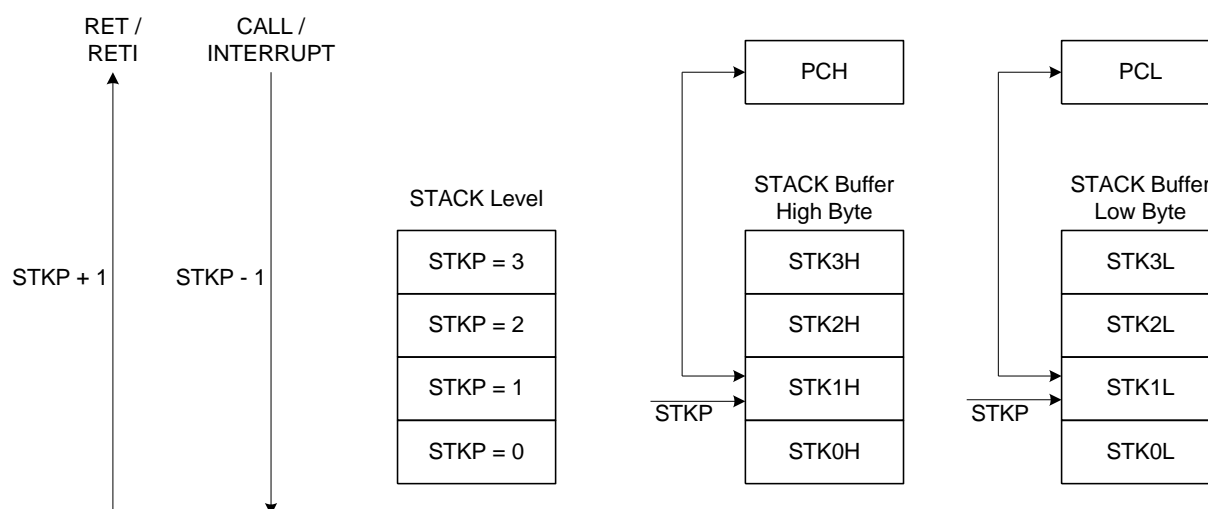 RET /
RETI
CALL /
INTERRUPT
PCH
PCL
STACK Level
STACK Buffer
High Byte
STACK Buffer
Low Byte
STKP + 1
STKP - 1
STKP = 3
STK3H
STK3L
STKP = 2
STK2H
STK2L
STKP = 1
STK1H
STK1L
STKP
STKP
STKP = 0
STK0H
STK0L